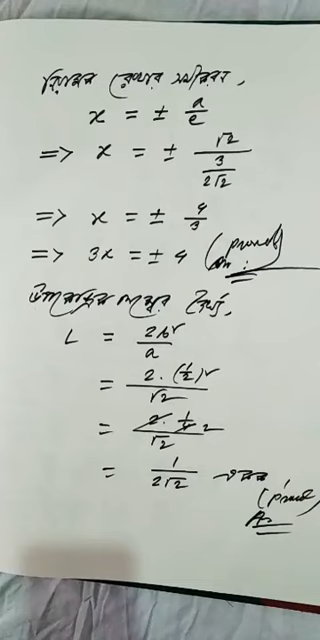 নিয়ামক রেখার সমীকরণ,
x = ± a/e
=> x = ± √2 / (3 / 2√2)
=> x = ± 4/3
=> 3x = ± 4 (proved)
উপকেন্দ্রিক লম্বের দৈর্ঘ্য,
L = 2b² / a
= 2 · (1/2)² / √2
= 2 · 1/4 2 / √2
= 1 / 2√2 একক
(proved)